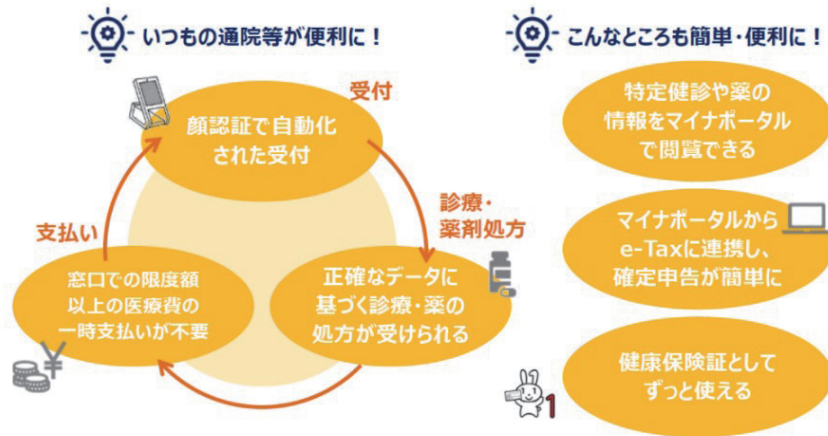 いつもの通院等が便利に！
受付
顔認証で自動化
された受付
診療・
薬剤処方
正確なデータに
基づく診療・薬の
処方が受けられる
支払い
窓口での限度額
以上の医療費の
一時支払いが不要
¥
こんなところも簡単・便利に！
特定健診や薬の
情報をマイナポータル
で閲覧できる
マイナポータルから
e-Taxに連携し、
確定申告が簡単に
健康保険証として
ずっと使える
1